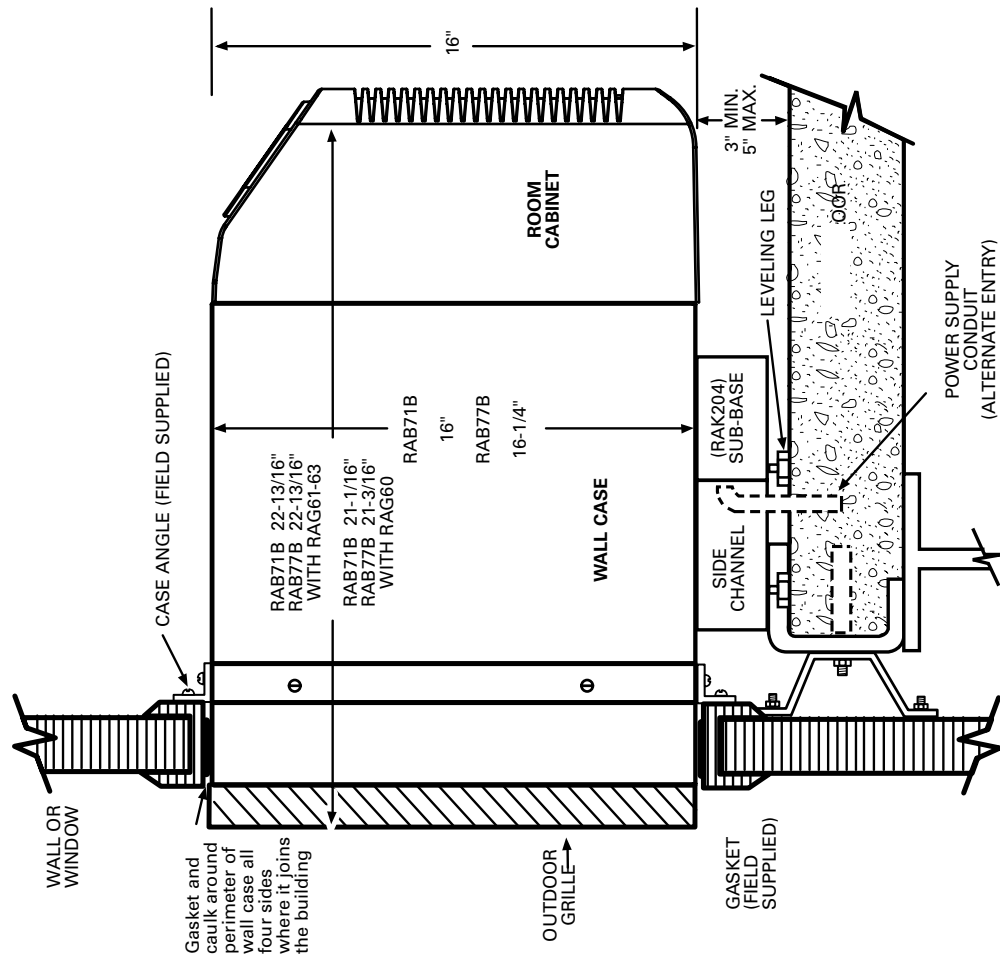 WALL OR
WINDOW
CASE ANGLE (FIELD SUPPLIED)
Gasket and
caulk around
perimeter of
wall case all
four sides
where it joins
the building
OUTDOOR
GRILLE
GASKET
(FIELD
SUPPLIED)
RAB71B 22-13/16"
RAB77B 22-13/16"
WITH RAG61-63
RAB71B 21-1/16"
RAB77B 21-3/16"
WITH RAG60
RAB71B
16"
RAB77B
16-1/4"
WALL CASE
ROOM
CABINET
16"
3" MIN.
5" MAX.
SIDE
CHANNEL
(RAK204)
SUB-BASE
LEVELING LEG
OOR
POWER SUPPLY
CONDUIT
(ALTERNATE ENTRY)